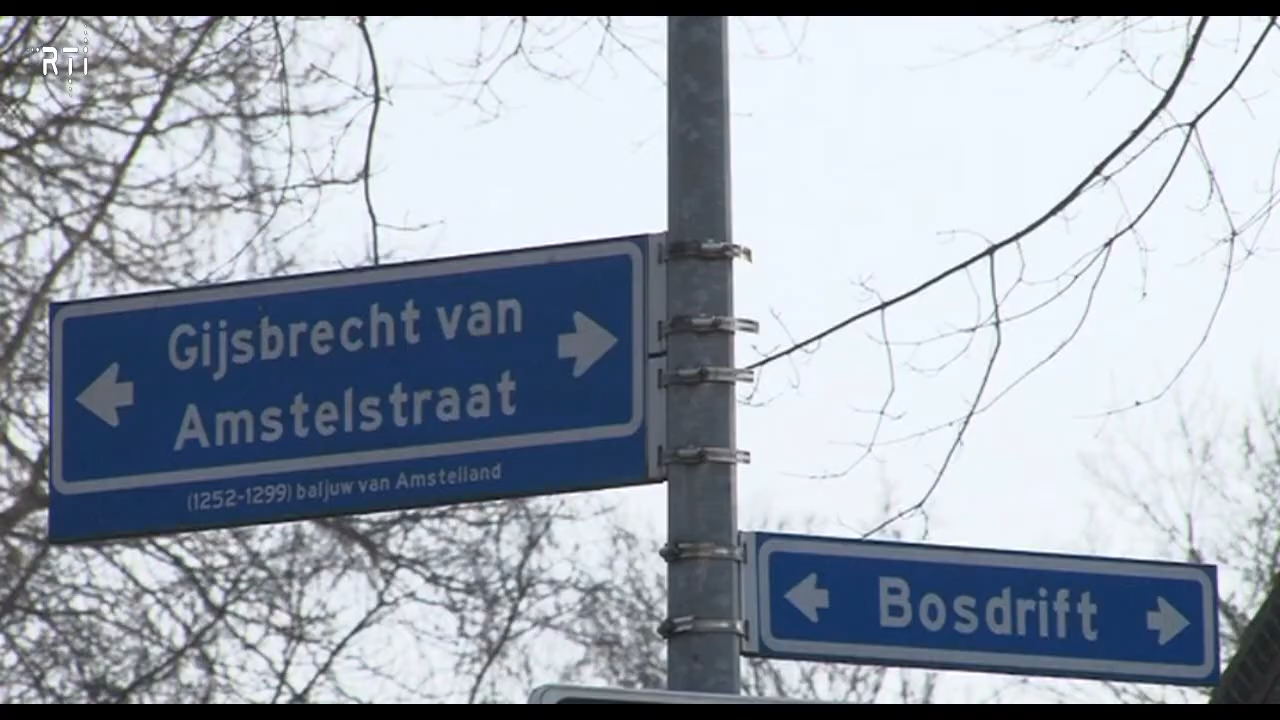 RTi
Gijsbrecht van
Amstelstraat
(1252-1299) baljuw van Amstelland
Bosdrift